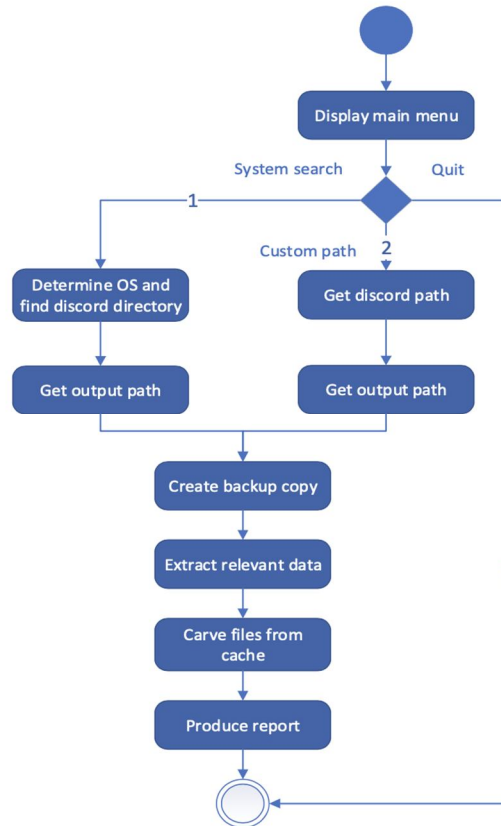 Display main menu
System search
Quit
1
Custom path
2
Determine OS and
find discord directory
Get discord path
Get output path
Get output path
Create backup copy
Extract relevant data
Carve files from
cache
Produce report